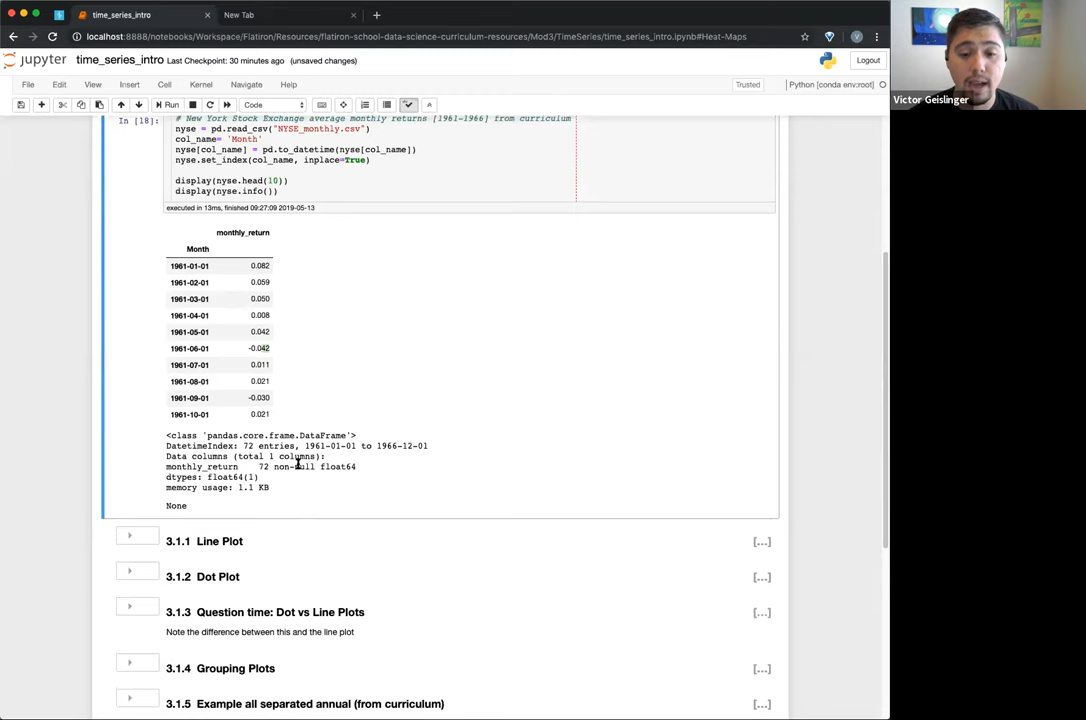 time_series_intro
New Tab
localhost:8888/notebooks/Workspace/Flatiron/Resources/flatiron-school-data-science-curriculum-resources/Mod3/TimeSeries/time_series_intro.ipynb#Heat-Maps
V
jupyter time_series_intro Last Checkpoint: 30 minutes ago (unsaved changes)
Logout
File Edit View Insert Cell Kernel Navigate Widgets Help
Trusted
Python [conda env:root]
Run
Code
Victor Geislinger
In [18]:
# New York Stock Exchange average monthly returns [1961-1966] from curriculum
nyse = pd.read_csv("NYSE_monthly.csv")
col_name= 'Month'
nyse[col_name] = pd.to_datetime(nyse[col_name])
nyse.set_index(col_name, inplace=True)
display(nyse.head(10))
display(nyse.info())
executed in 13ms, finished 09:27:09 2019-05-13
monthly_return
Month
1961-01-01 0.082
1961-02-01 0.059
1961-03-01 0.050
1961-04-01 0.008
1961-05-01 0.042
1961-06-01 -0.042
1961-07-01 0.011
1961-08-01 0.021
1961-09-01 -0.030
1961-10-01 0.021
<class 'pandas.core.frame.DataFrame'>
DatetimeIndex: 72 entries, 1961-01-01 to 1966-12-01
Data columns (total 1 columns):
monthly_return 72 non-null float64
dtypes: float64(1)
memory usage: 1.1 KB
None
3.1.1 Line Plot
[...]
3.1.2 Dot Plot
[...]
3.1.3 Question time: Dot vs Line Plots
[...]
Note the difference between this and the line plot
3.1.4 Grouping Plots
[...]
3.1.5 Example all separated annual (from curriculum)
[...]